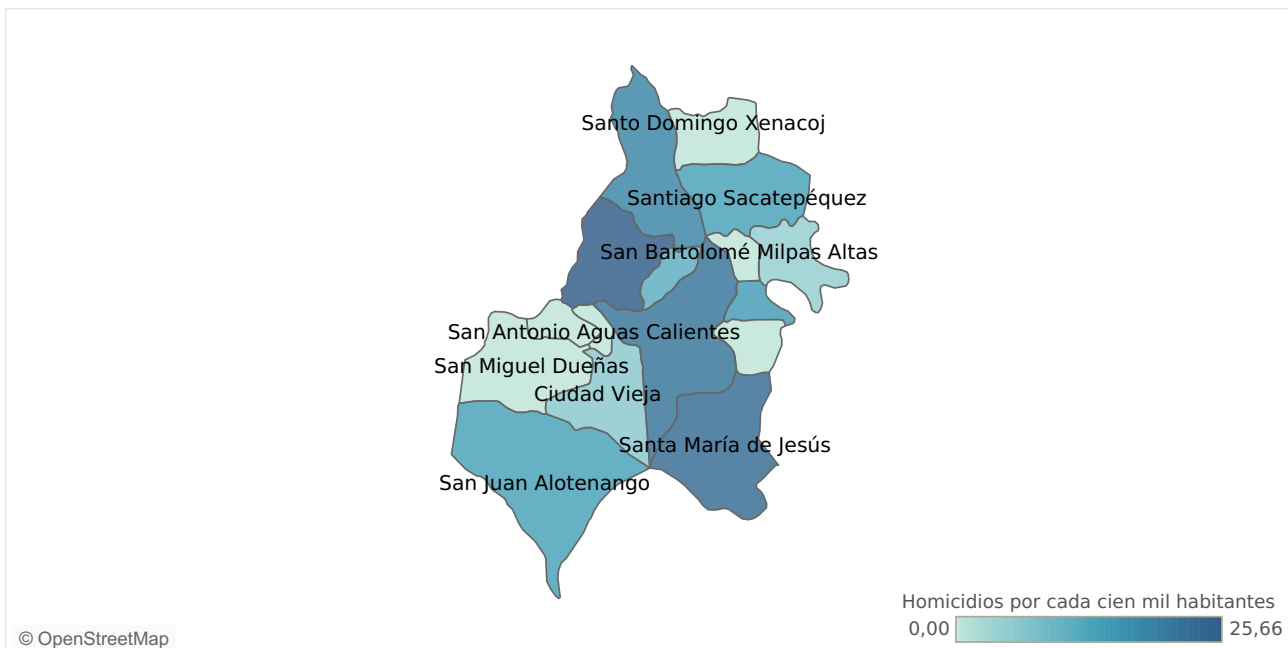 Santo Domingo Xenacoj
Santiago Sacatepéquez
San Bartolomé Milpas Altas
San Antonio Aguas Calientes
San Miguel Dueñas
Ciudad Vieja
Santa María de Jesús
San Juan Alotenango
Homicidios por cada cien mil habitantes
0,00 25,66
© OpenStreetMap